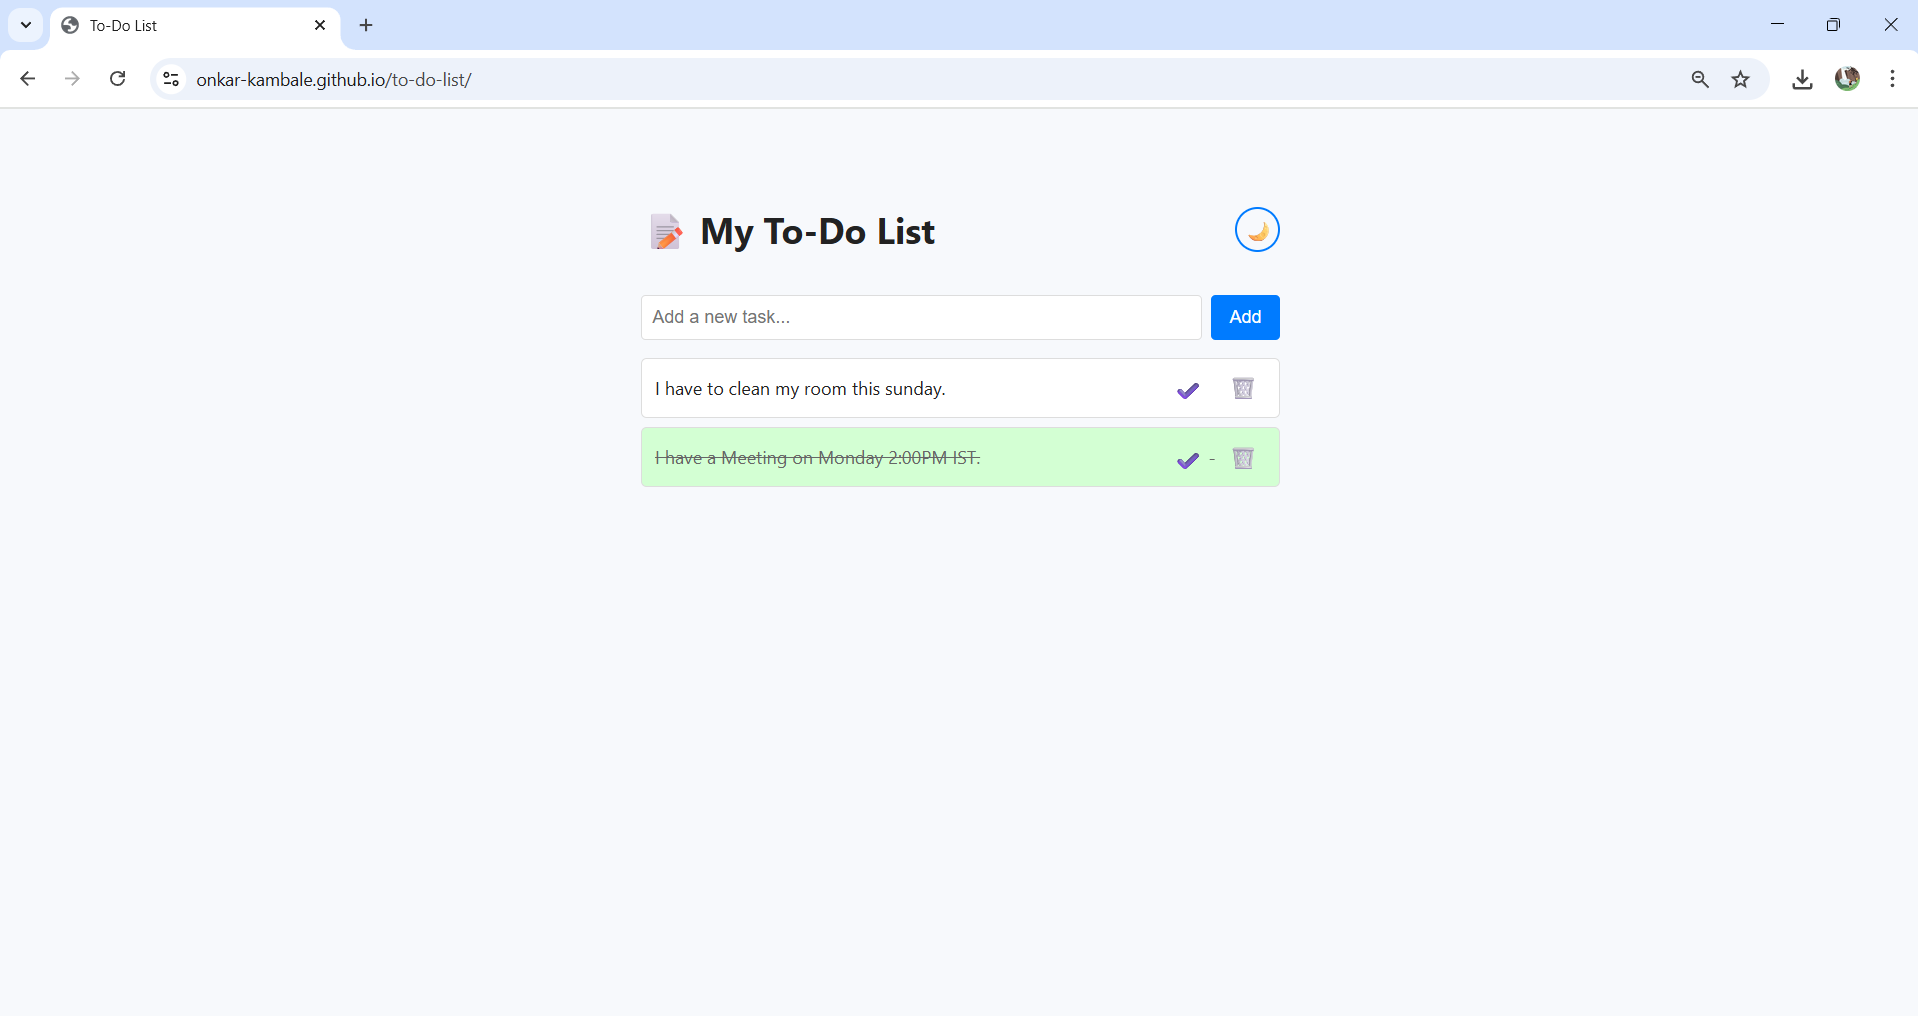 To-Do List
onkar-kambale.github.io/to-do-list/
My To-Do List
Add a new task...
Add
I have to clean my room this sunday.
I have a Meeting on Monday 2:00PM IST.